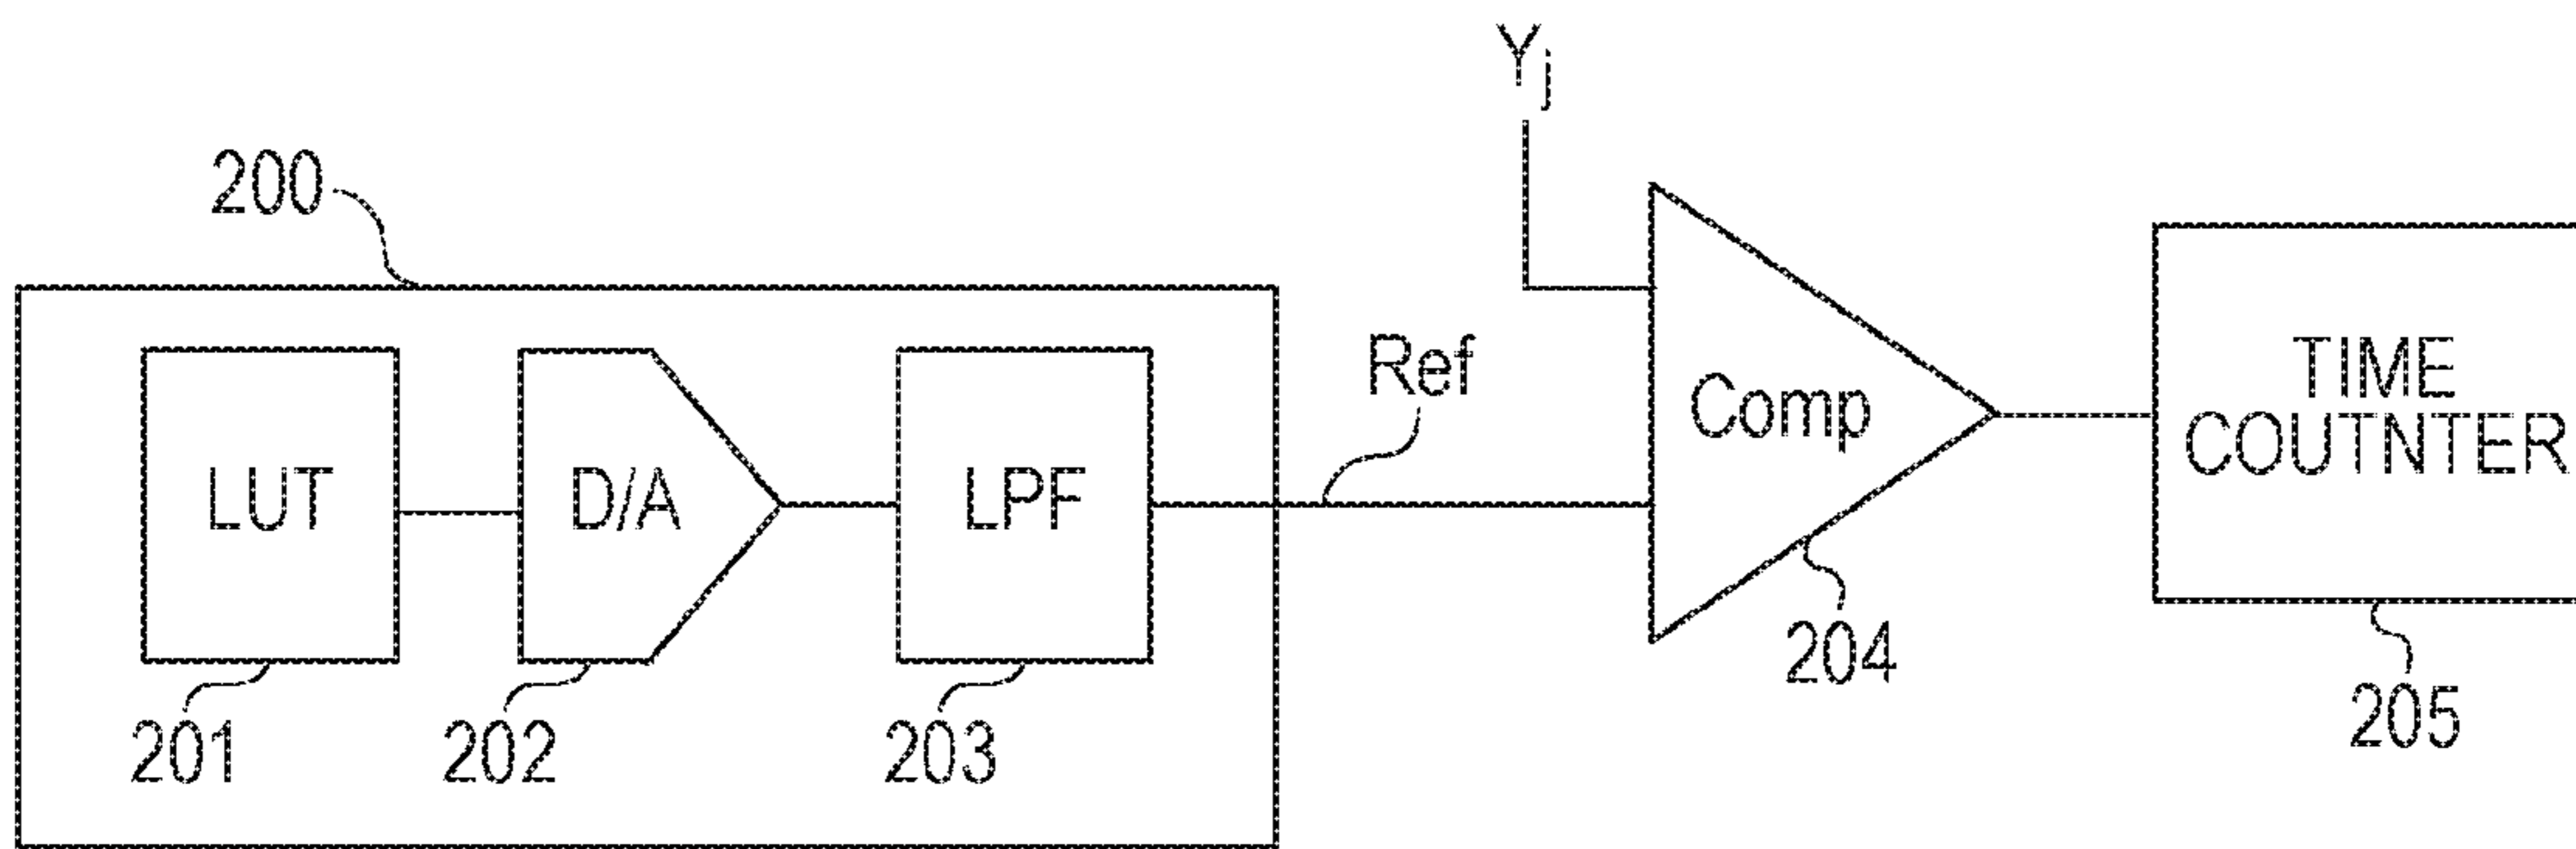 Yj
200
Ref
LUT
D/A
LPF
Comp
TIME
COUTNTER
201
202
203
204
205